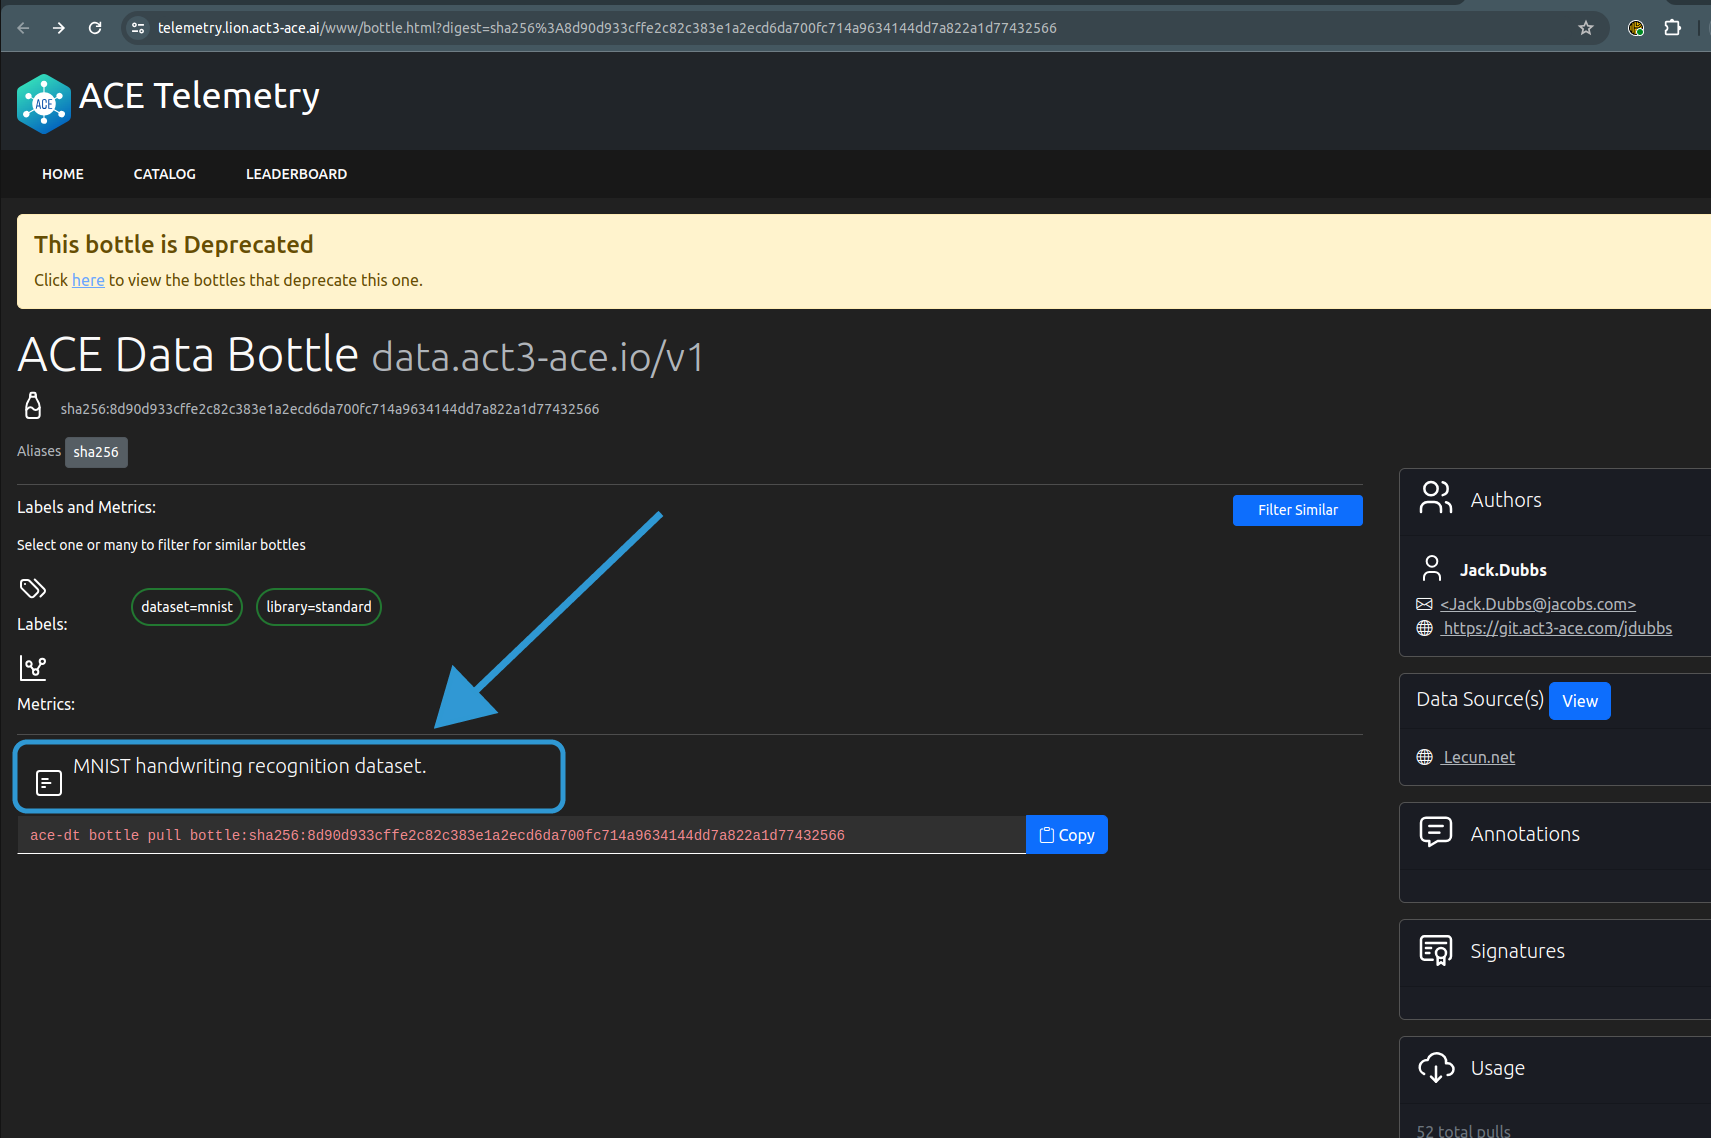 telemetry.lion.act3-ace.ai/www/bottle.html?digest=sha256%3A8d90d933cffe2c82c383e1a2ecd6da700fc714a9634144dd7a822a1d77432566
ACE
ACE Telemetry
HOME
CATALOG
LEADERBOARD
This bottle is Deprecated
Click here to view the bottles that deprecate this one.
ACE Data Bottle data.act3-ace.io/v1
sha256:8d90d933cffe2c82c383e1a2ecd6da700fc714a9634144dd7a822a1d77432566
Aliases sha256
Labels and Metrics:
Filter Similar
Select one or many to filter for similar bottles
Labels:
dataset=mnist
library=standard
Metrics:
MNIST handwriting recognition dataset.
ace-dt bottle pull bottle:sha256:8d90d933cffe2c82c383e1a2ecd6da700fc714a9634144dd7a822a1d77432566
Copy
Authors
Jack.Dubbs
<Jack.Dubbs@jacobs.com>
https://git.act3-ace.com/jdubbs
Data Source(s) View
Lecun.net
Annotations
Signatures
Usage
52 total pulls